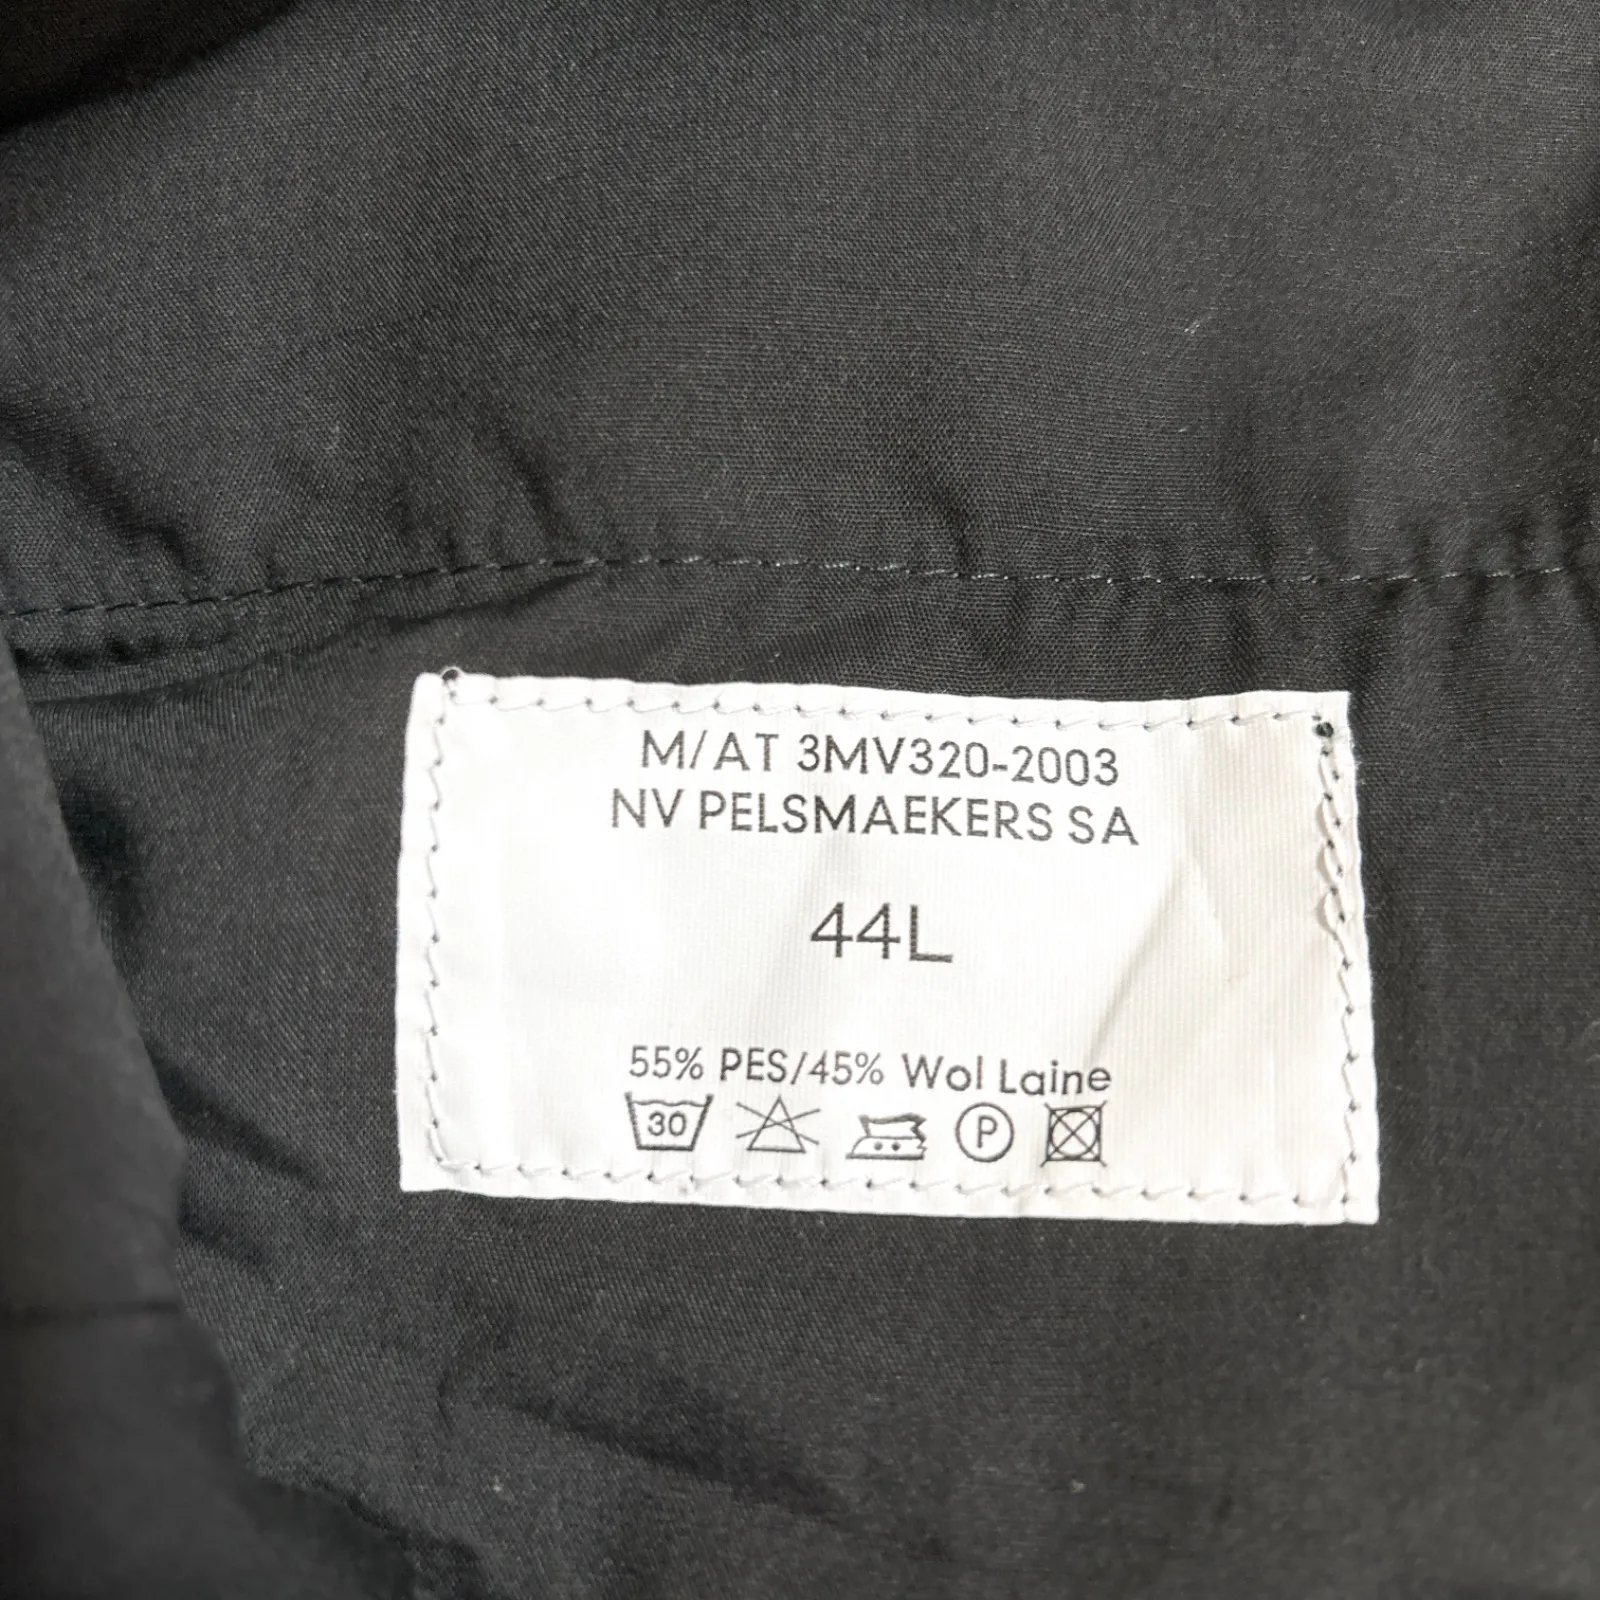 M/AT 3MV320-2003
NV PELSMAEKERS SA
44L
55% PES/45% Wol Laine
30 P